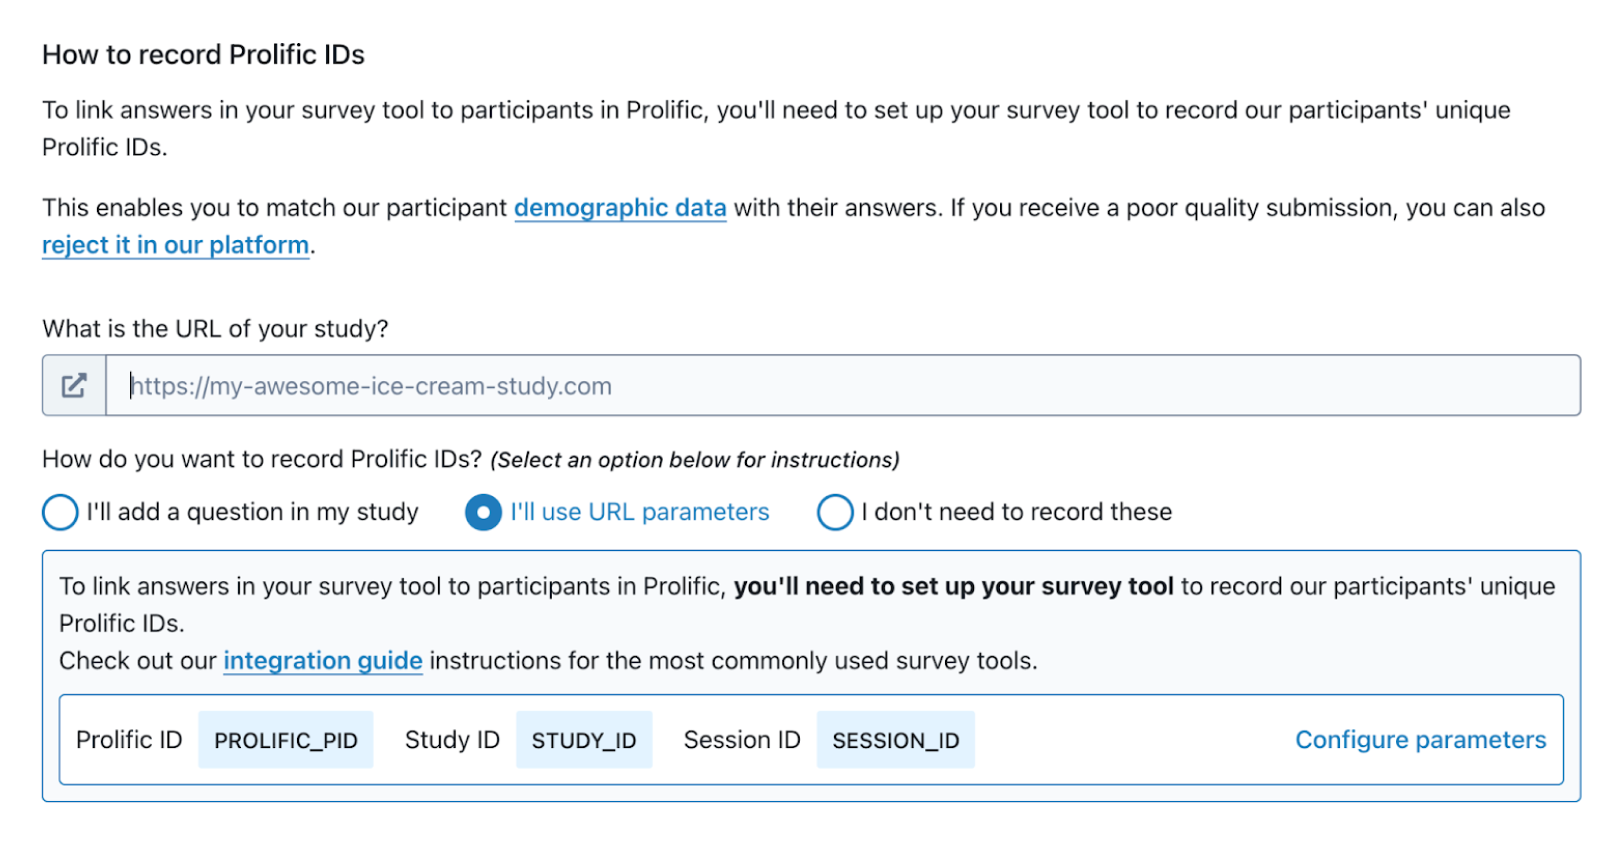 How to record Prolific IDs
To link answers in your survey tool to participants in Prolific, you'll need to set up your survey tool to record our participants' unique
Prolific IDs.
This enables you to match our participant demographic data with their answers. If you receive a poor quality submission, you can also
reject it in our platform.
What is the URL of your study?
https://my-awesome-ice-cream-study.com
How do you want to record Prolific IDs? (Select an option below for instructions)
I'll add a question in my study I'll use URL parameters I don't need to record these
To link answers in your survey tool to participants in Prolific, you'll need to set up your survey tool to record our participants' unique
Prolific IDs.
Check out our integration guide instructions for the most commonly used survey tools.
Prolific ID PROLIFIC_PID Study ID STUDY_ID Session ID SESSION_ID Configure parameters